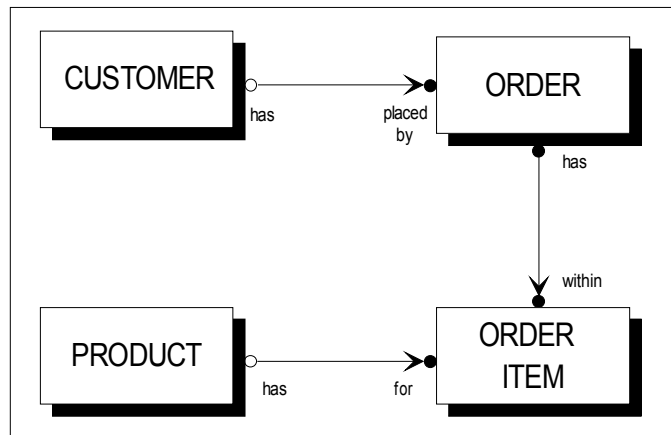 CUSTOMER
ORDER
has
placed
by
has
within
PRODUCT
ORDER
ITEM
has
for